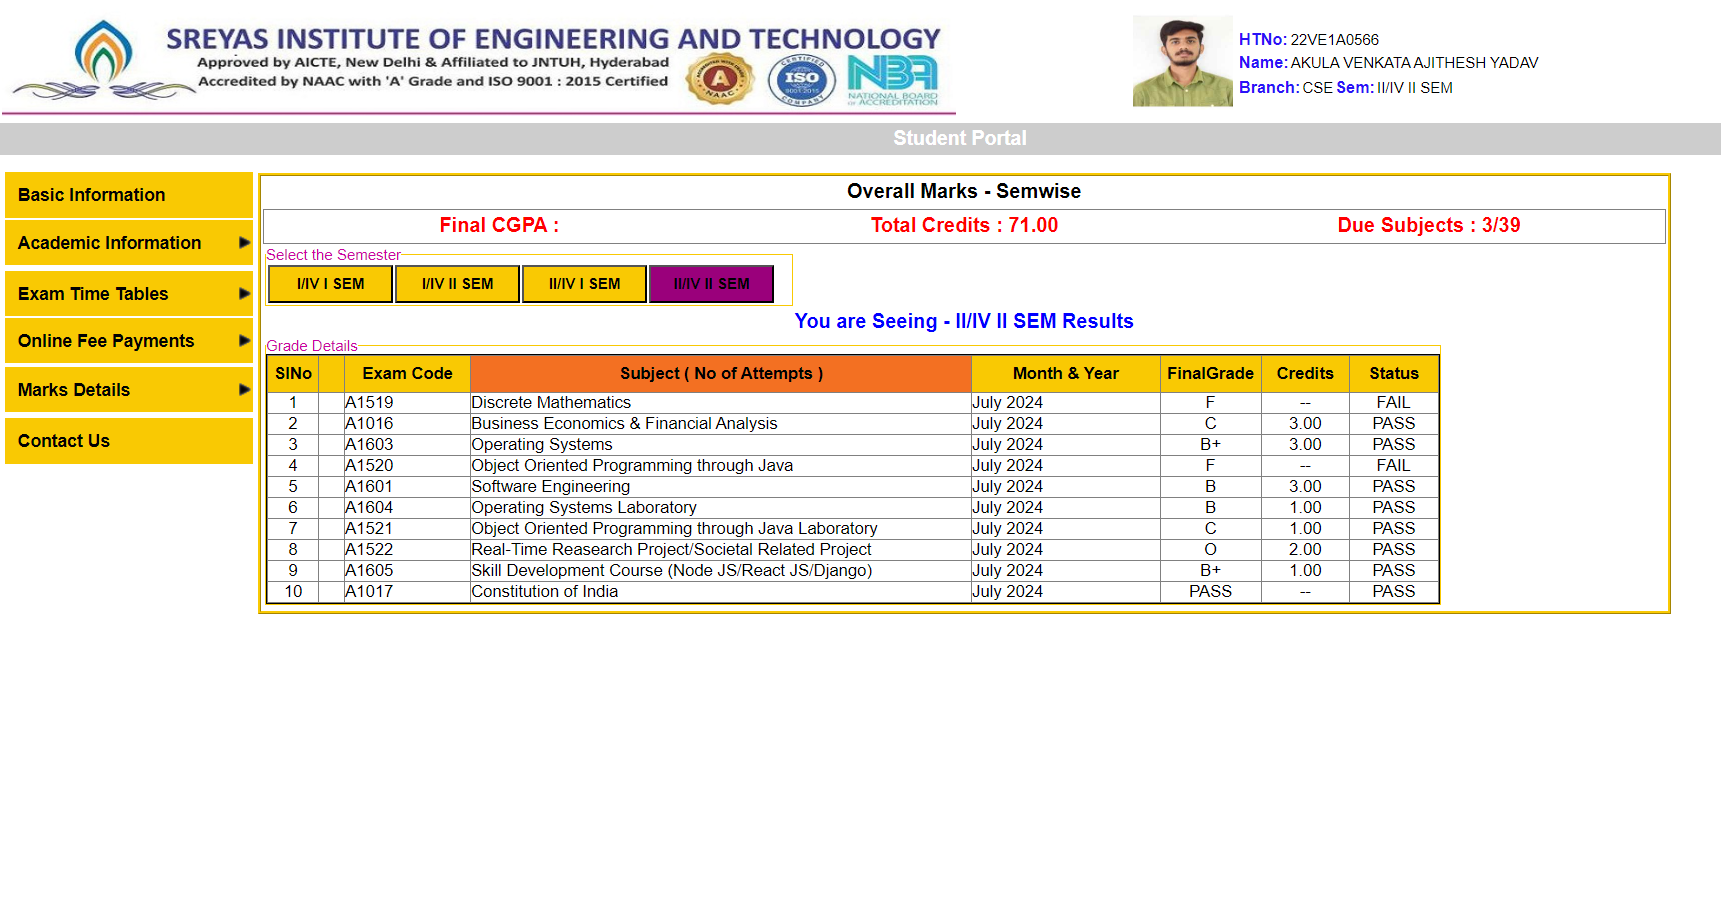 SREYAS INSTITUTE OF ENGINEERING AND TECHNOLOGY
Approved by AICTE, New Delhi & Affiliated to JNTUH, Hyderabad
Accredited by NAAC with 'A' Grade and ISO 9001 : 2015 Certified
A
NAAC
CERTIFIED
ISO
9001:2015
COMPANY
NBA
NATIONAL BOARD
of ACCREDITATION
HTNo: 22VE1A0566
Name: AKULA VENKATA AJITHESH YADAV
Branch: CSE Sem: II/IV II SEM
Student Portal
Basic Information
Academic Information
Exam Time Tables
Online Fee Payments
Marks Details
Contact Us
Overall Marks - Semwise
Final CGPA : Total Credits : 71.00 Due Subjects : 3/39
Select the Semester
I/IV I SEM I/IV II SEM II/IV I SEM II/IV II SEM
You are Seeing - II/IV II SEM Results
Grade Details
SlNo Exam Code Subject ( No of Attempts ) Month & Year FinalGrade Credits Status
1 A1519 Discrete Mathematics July 2024 F -- FAIL
2 A1016 Business Economics & Financial Analysis July 2024 C 3.00 PASS
3 A1603 Operating Systems July 2024 B+ 3.00 PASS
4 A1520 Object Oriented Programming through Java July 2024 F -- FAIL
5 A1601 Software Engineering July 2024 B 3.00 PASS
6 A1604 Operating Systems Laboratory July 2024 B 1.00 PASS
7 A1521 Object Oriented Programming through Java Laboratory July 2024 C 1.00 PASS
8 A1522 Real-Time Reasearch Project/Societal Related Project July 2024 O 2.00 PASS
9 A1605 Skill Development Course (Node JS/React JS/Django) July 2024 B+ 1.00 PASS
10 A1017 Constitution of India July 2024 PASS -- PASS